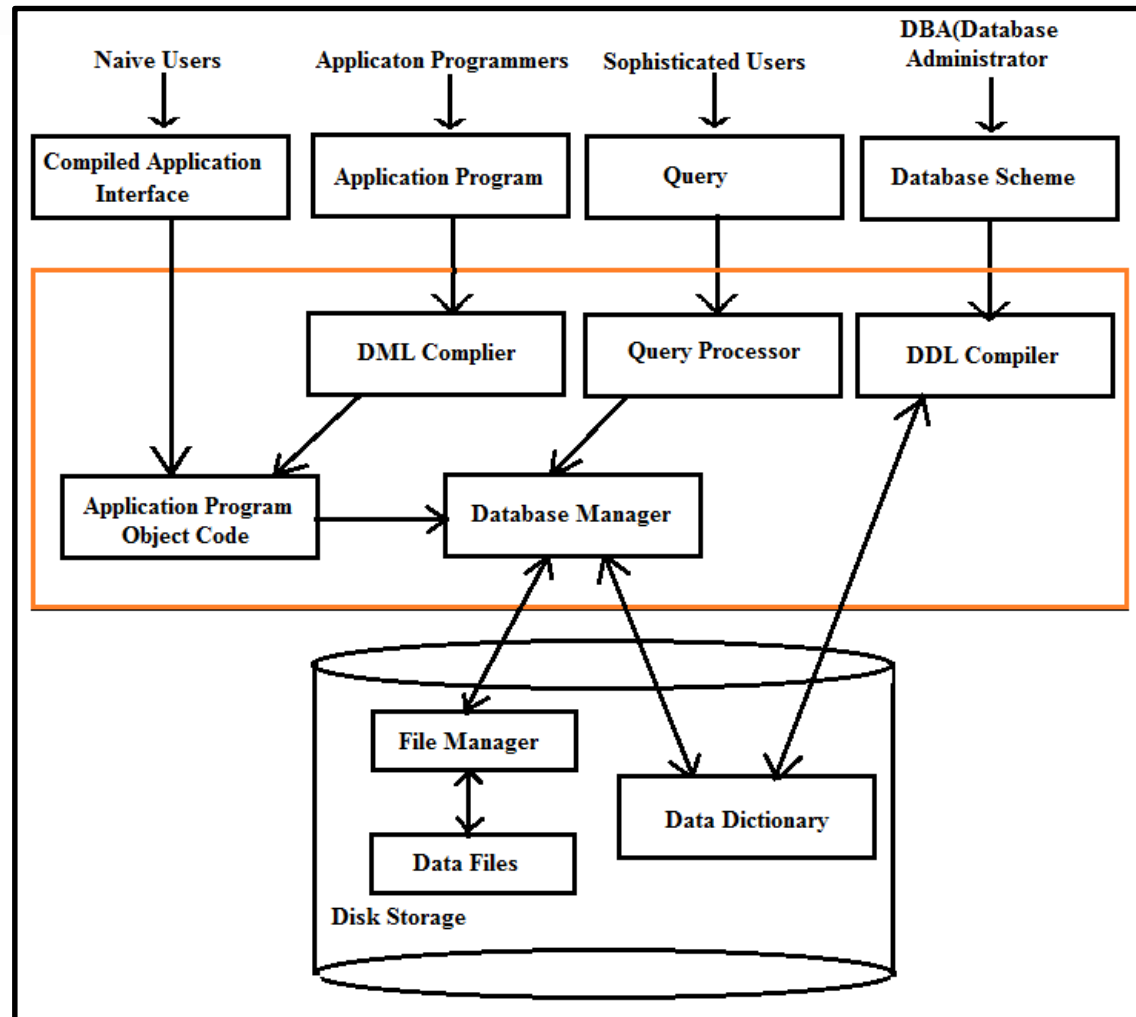 Naive Users
Applicaton Programmers
Sophisticated Users
DBA(Database
Administrator
Compiled Application
Interface
Application Program
Query
Database Scheme
DML Complier
Query Processor
DDL Compiler
Application Program
Object Code
Database Manager
File Manager
Data Dictionary
Data Files
Disk Storage